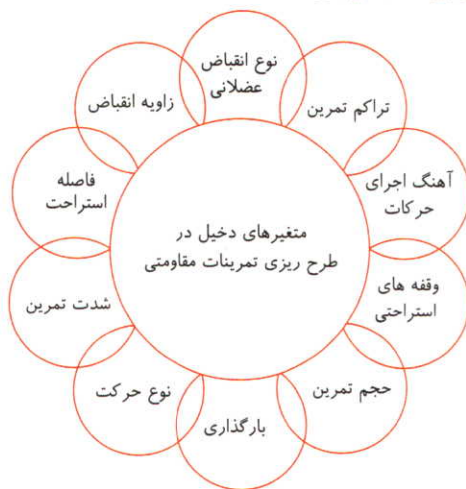 نوع انقباض
عضلانی
تراکم تمرین
آهنگ اجرای
حرکات
وقفه های
استراحتی
حجم تمرین
بارگذاری
نوع حرکت
شدت تمرین
فاصله
استراحت
زاویه انقباض
متغیرهای دخیل در
طرح ریزی تمرینات مقاومتی